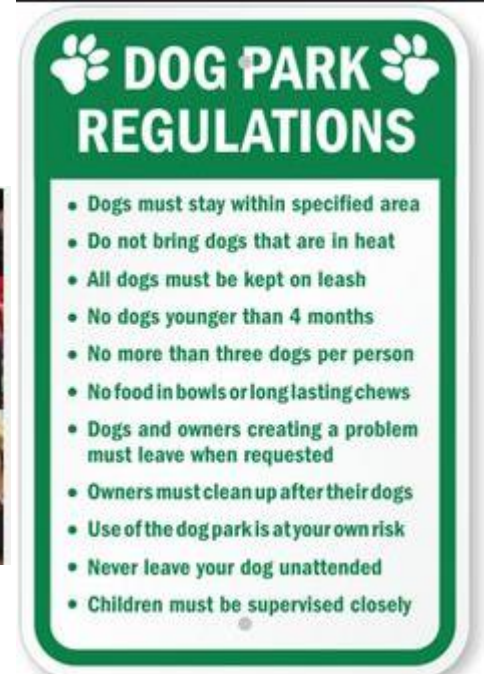 DOG PARK
REGULATIONS
• Dogs must stay within specified area
• Do not bring dogs that are in heat
• All dogs must be kept on leash
• No dogs younger than 4 months
• No more than three dogs per person
• No food in bowls or long lasting chews
• Dogs and owners creating a problem
must leave when requested
• Owners must clean up after their dogs
• Use of the dog park is at your own risk
• Never leave your dog unattended
• Children must be supervised closely